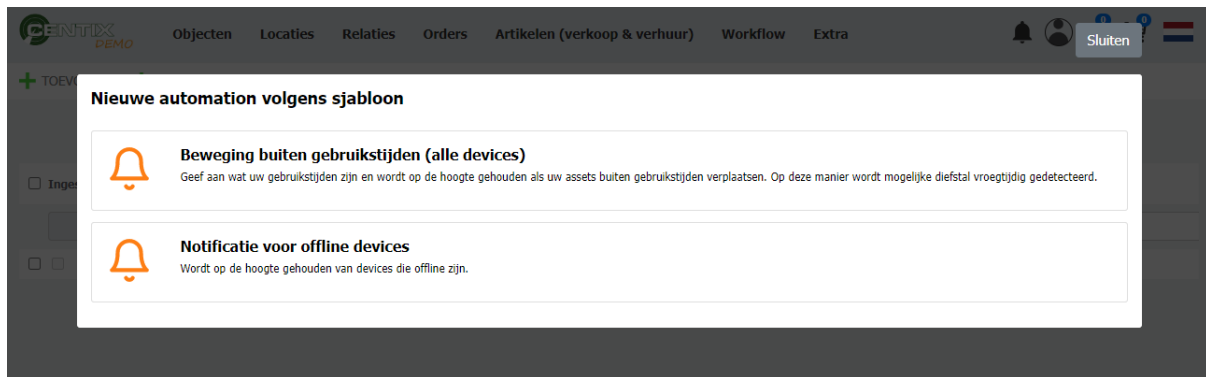 CENTIX
DEMO
Objecten Locaties Relaties Orders Artikelen (verkoop & verhuur) Workflow Extra
0 0
Sluiten
TOEV
Nieuwe automation volgens sjabloon
Beweging buiten gebruikstijden (alle devices)
Geef aan wat uw gebruikstijden zijn en wordt op de hoogte gehouden als uw assets buiten gebruikstijden verplaatsen. Op deze manier wordt mogelijke diefstal vroegtijdig gedetecteerd.
Inges
Notificatie voor offline devices
Wordt op de hoogte gehouden van devices die offline zijn.